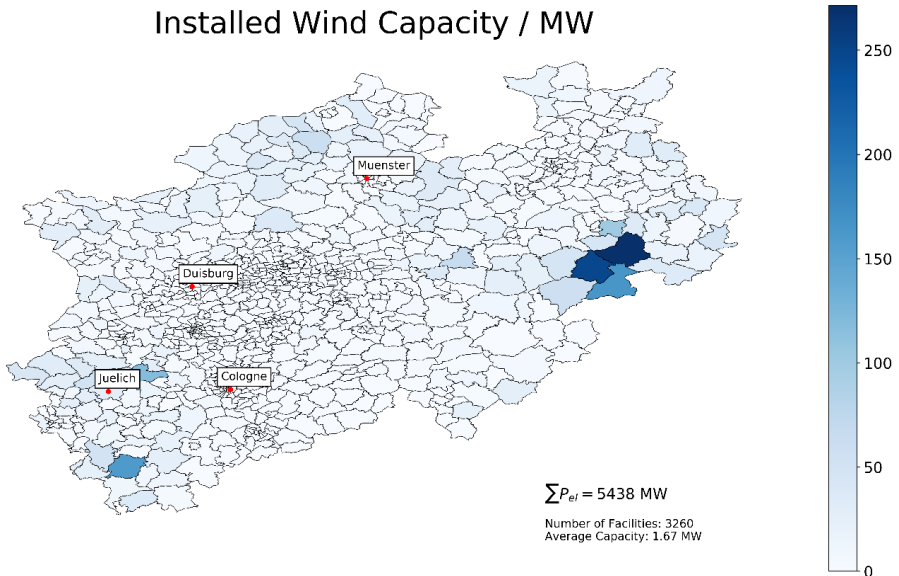 Installed Wind Capacity / MW
250
200
150
100
50
0
Muenster
Duisburg
Juelich
Cologne
∑P_el = 5438 MW
Number of Facilities: 3260
Average Capacity: 1.67 MW